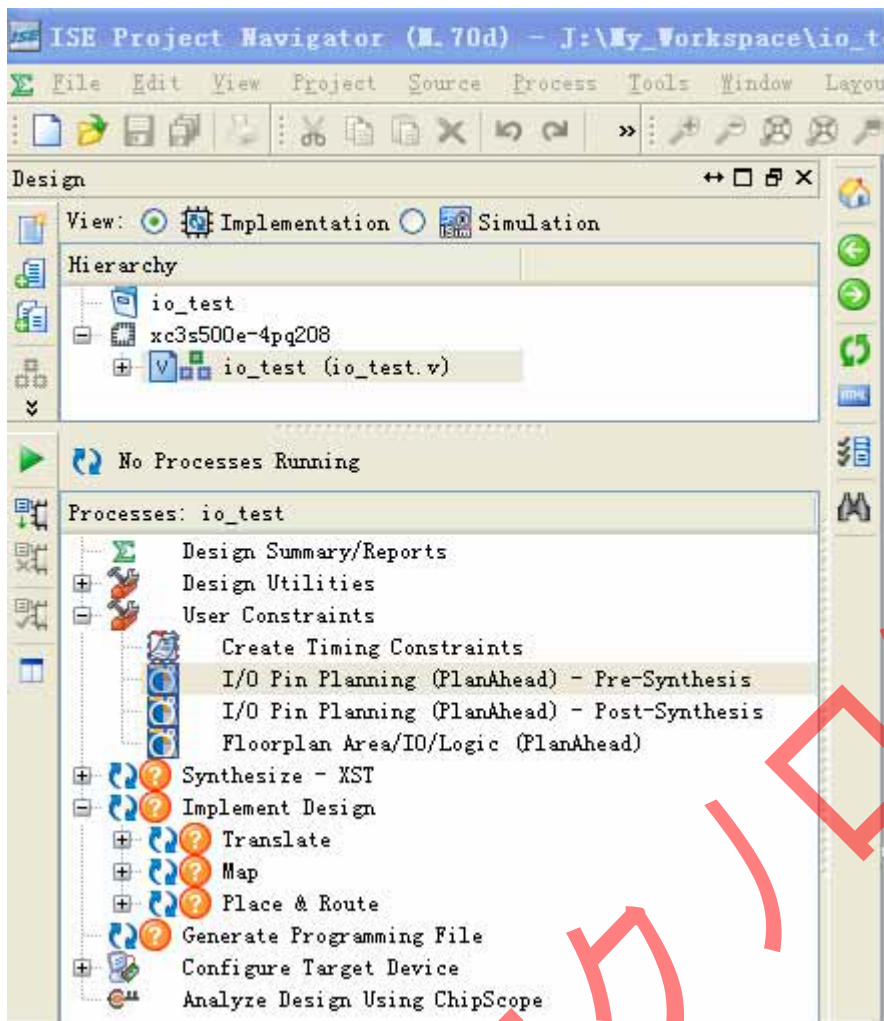 ISE Project Navigator (M.70d) - J:\My_Workspace\io_t
File Edit View Project Source Process Tools Window Layou
Design
View: Implementation Simulation
Hierarchy
io_test
xc3s500e-4pq208
io_test (io_test.v)
No Processes Running
Processes: io_test
Design Summary/Reports
Design Utilities
User Constraints
Create Timing Constraints
I/O Pin Planning (PlanAhead) - Pre-Synthesis
I/O Pin Planning (PlanAhead) - Post-Synthesis
Floorplan Area/IO/Logic (PlanAhead)
Synthesize - XST
Implement Design
Translate
Map
Place & Route
Generate Programming File
Configure Target Device
Analyze Design Using ChipScope